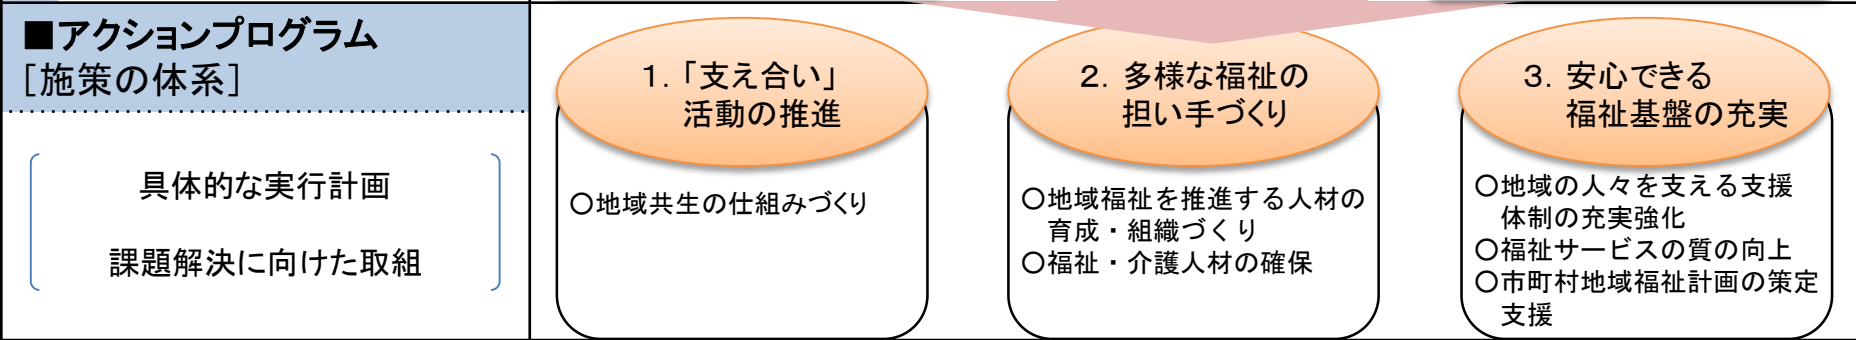 ■アクションプログラム
[施策の体系]
具体的な実行計画
課題解決に向けた取組
1．「支え合い」
活動の推進
○地域共生の仕組みづくり
2．多様な福祉の
担い手づくり
○地域福祉を推進する人材の
育成・組織づくり
○福祉・介護人材の確保
3．安心できる
福祉基盤の充実
○地域の人々を支える支援
体制の充実強化
○福祉サービスの質の向上
○市町村地域福祉計画の策定
支援